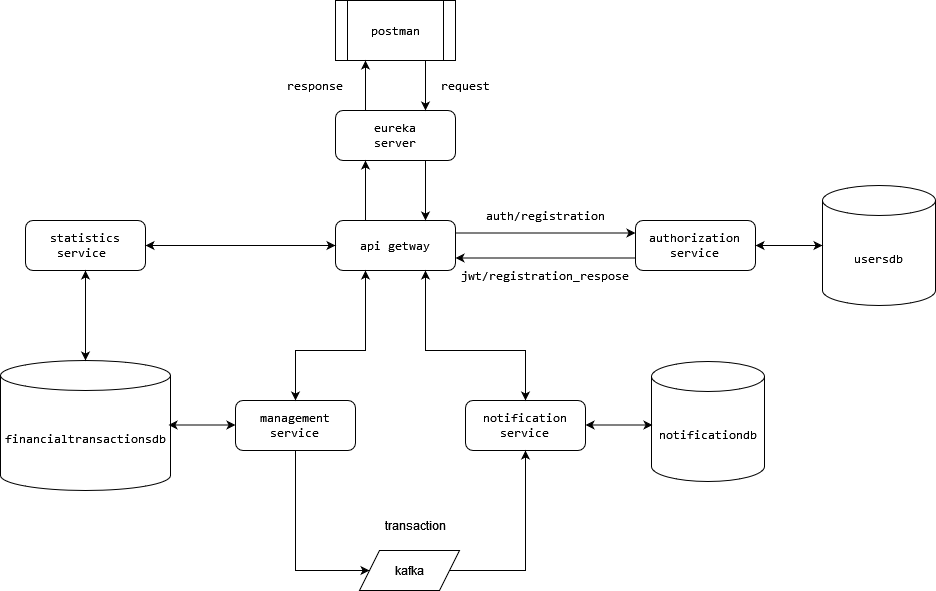 postman
response
request
eureka
server
auth/registration
statistics
service
api getway
authorization
service
usersdb
jwt/registration_respose
financialtransactionsdb
management
service
notification
service
notificationdb
transaction
kafka